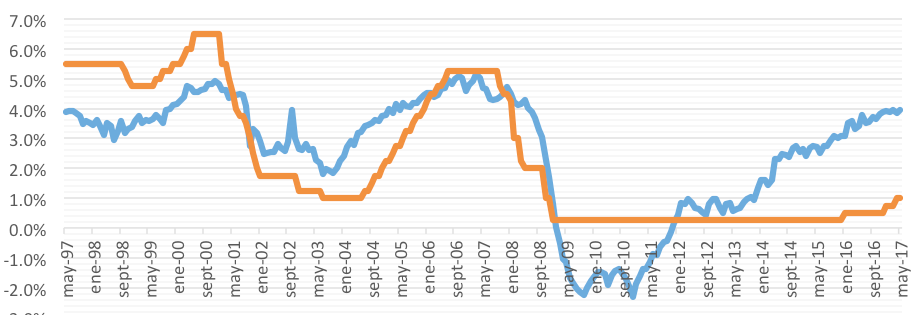 7.0%
6.0%
5.0%
4.0%
3.0%
2.0%
1.0%
0.0%
-1.0%
-2.0%
may-97
ene-98
sept-98
may-99
ene-00
sept-00
may-01
ene-02
sept-02
may-03
ene-04
sept-04
may-05
ene-06
sept-06
may-07
ene-08
sept-08
may-09
ene-10
sept-10
may-11
ene-12
sept-12
may-13
ene-14
sept-14
may-15
ene-16
sept-16
may-17